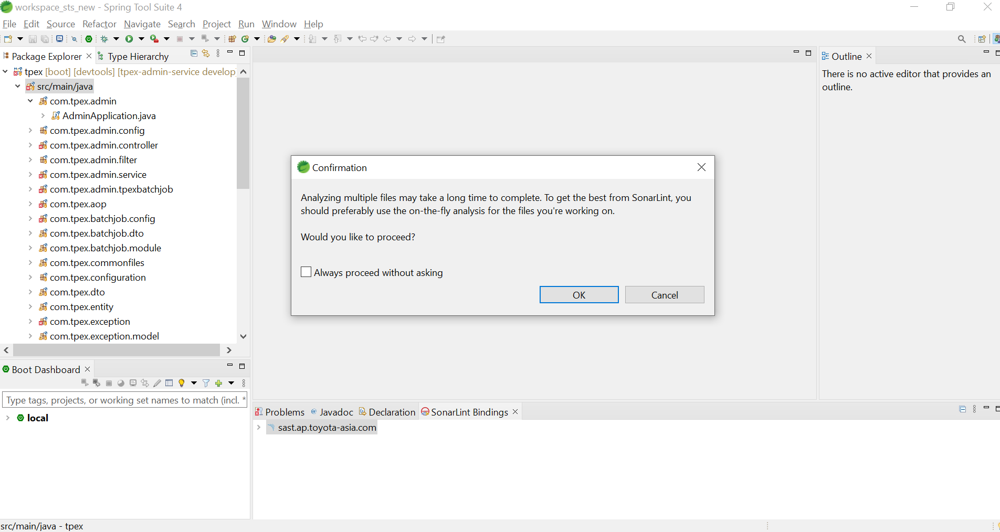 workspace_sts_new - Spring Tool Suite 4
File Edit Source Refactor Navigate Search Project Run Window Help
Package Explorer
Type Hierarchy
tpex [boot] [devtools] [tpex-admin-service develop
src/main/java
com.tpex.admin
AdminApplication.java
com.tpex.admin.config
com.tpex.admin.controller
com.tpex.admin.filter
com.tpex.admin.service
com.tpex.admin.tpexbatchjob
com.tpex.aop
com.tpex.batchjob.config
com.tpex.batchjob.dto
com.tpex.batchjob.module
com.tpex.commonfiles
com.tpex.configuration
com.tpex.dto
com.tpex.entity
com.tpex.exception
com.tpex.exception.model
Boot Dashboard
Type tags, projects, or working set names to match (incl. *
local
Confirmation
Analyzing multiple files may take a long time to complete. To get the best from SonarLint, you
should preferably use the on-the-fly analysis for the files you're working on.
Would you like to proceed?
Always proceed without asking
OK
Cancel
Outline
There is no active editor that provides an
outline.
Problems
@ Javadoc
Declaration
SonarLint Bindings
sast.ap.toyota-asia.com
src/main/java - tpex